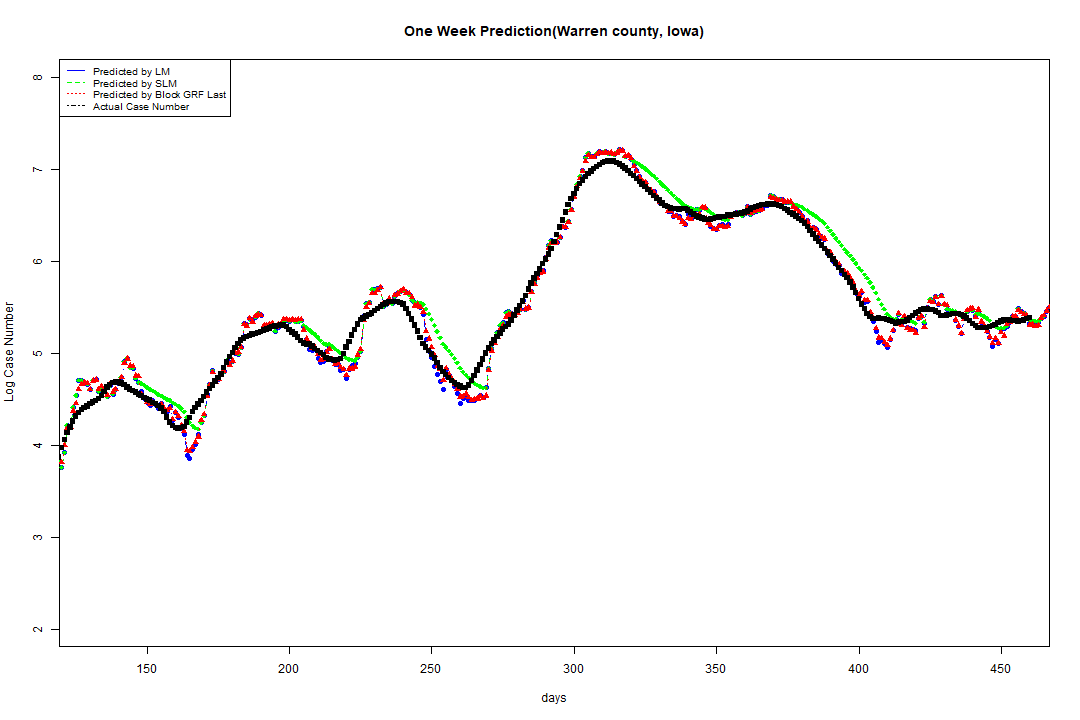 One Week Prediction(Warren county, Iowa)
Predicted by LM
Predicted by SLM
Predicted by Block GRF Last
Actual Case Number
8
7
6
5
4
3
2
Log Case Number
150 200 250 300 350 400 450
days